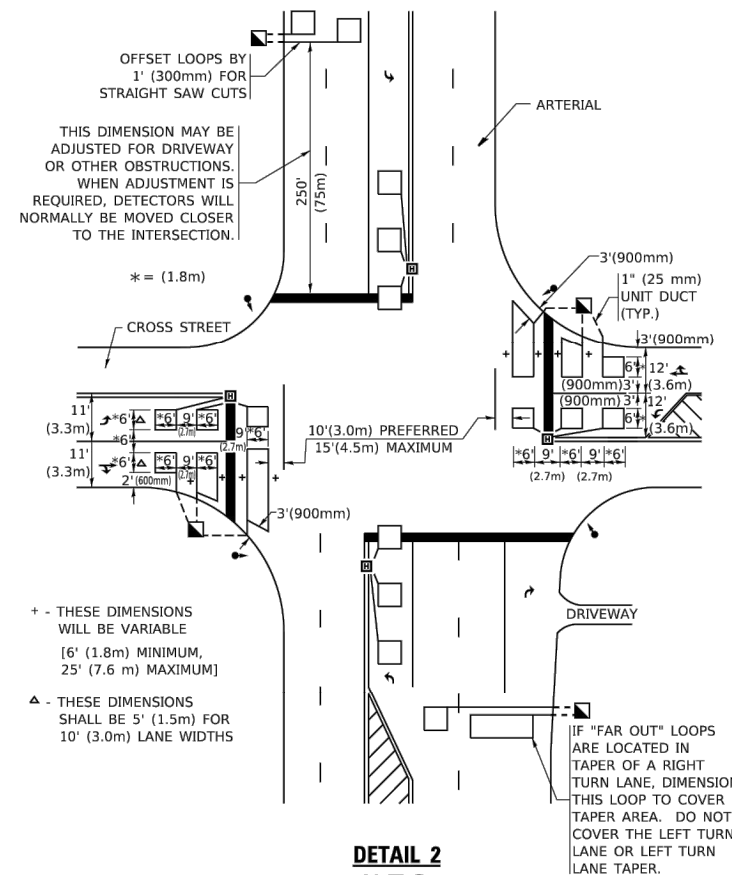 OFFSET LOOPS BY
1' (300mm) FOR
STRAIGHT SAW CUTS
ARTERIAL
THIS DIMENSION MAY BE
ADJUSTED FOR DRIVEWAY
OR OTHER OBSTRUCTIONS.
WHEN ADJUSTMENT IS
REQUIRED, DETECTORS WILL
NORMALLY BE MOVED CLOSER
TO THE INTERSECTION.
250'
(75m)
* = (1.8m)
H
3'(900mm)
1" (25 mm)
UNIT DUCT
(TYP.)
CROSS STREET
3'(900mm)
+ + +
6'* 12'
(3.6m)
(900mm) 3'
(900mm) 3'
6'* 12'
(3.6m)
H
*6' 9' *6' 9' *6'
(2.7m) (2.7m)
10'(3.0m) PREFERRED
15'(4.5m) MAXIMUM
H
11'
(3.3m)
*6' △
*6' 9' *6'
(2.7m)
9' *6'
(2.7m)
*6'
11'
(3.3m)
*6' △
*6' 9' *6'
(2.7m)
2' (600mm)
+ + +
3'(900mm)
H
+ - THESE DIMENSIONS
WILL BE VARIABLE
[6' (1.8m) MINIMUM,
25' (7.6 m) MAXIMUM]
△ - THESE DIMENSIONS
SHALL BE 5' (1.5m) FOR
10' (3.0m) LANE WIDTHS
DRIVEWAY
IF "FAR OUT" LOOPS
ARE LOCATED IN
TAPER OF A RIGHT
TURN LANE, DIMENSION
THIS LOOP TO COVER
TAPER AREA. DO NOT
COVER THE LEFT TURN
LANE OR LEFT TURN
LANE TAPER.
DETAIL 2